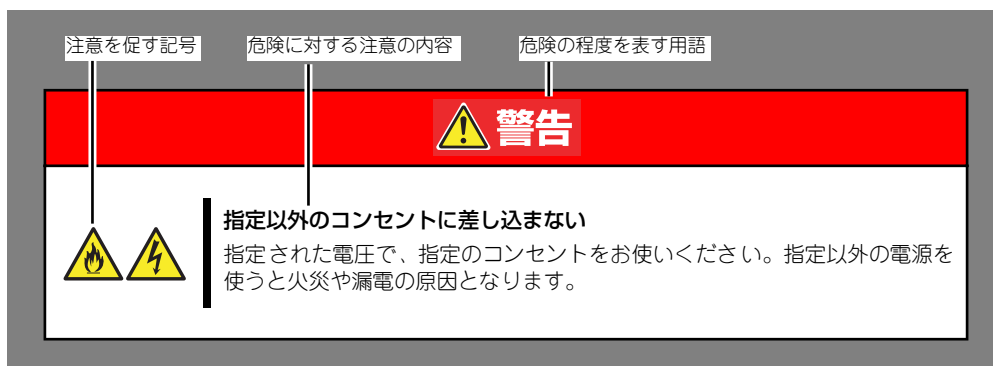 注意を促す記号
危険に対する注意の内容
危険の程度を表す用語
警告
指定以外のコンセントに差し込まない
指定された電圧で、指定のコンセントをお使いください。指定以外の電源を
使うと火災や漏電の原因となります。